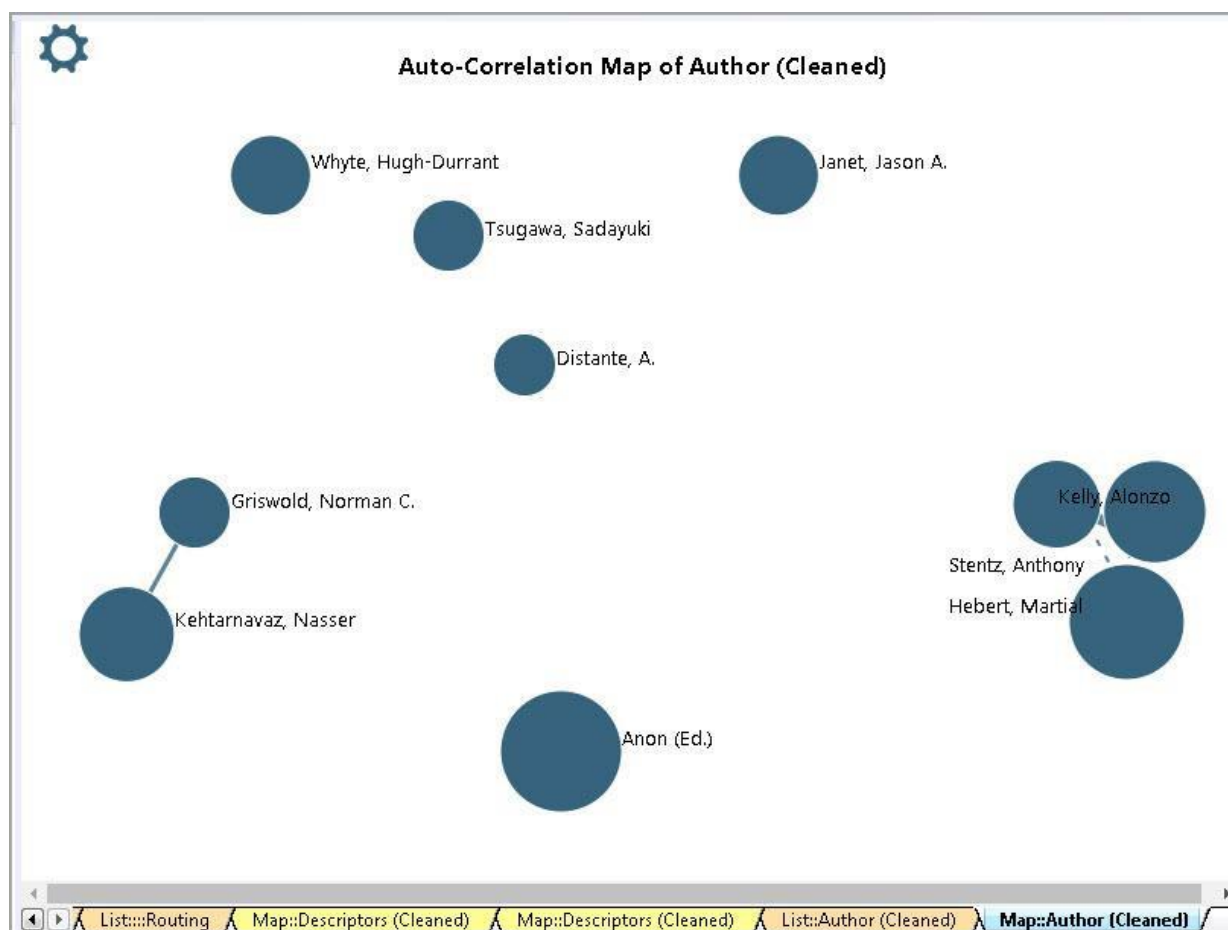 Auto-Correlation Map of Author (Cleaned)
Whyte, Hugh-Durrant
Janet, Jason A.
Tsugawa, Sadayuki
Distante, A.
Griswold, Norman C.
Kelly, Alonzo
Stentz, Anthony
Hebert, Martial
Kehtarnavaz, Nasser
Anon (Ed.)
List::::Routing
Map::Descriptors (Cleaned)
Map::Descriptors (Cleaned)
List::Author (Cleaned)
Map::Author (Cleaned)